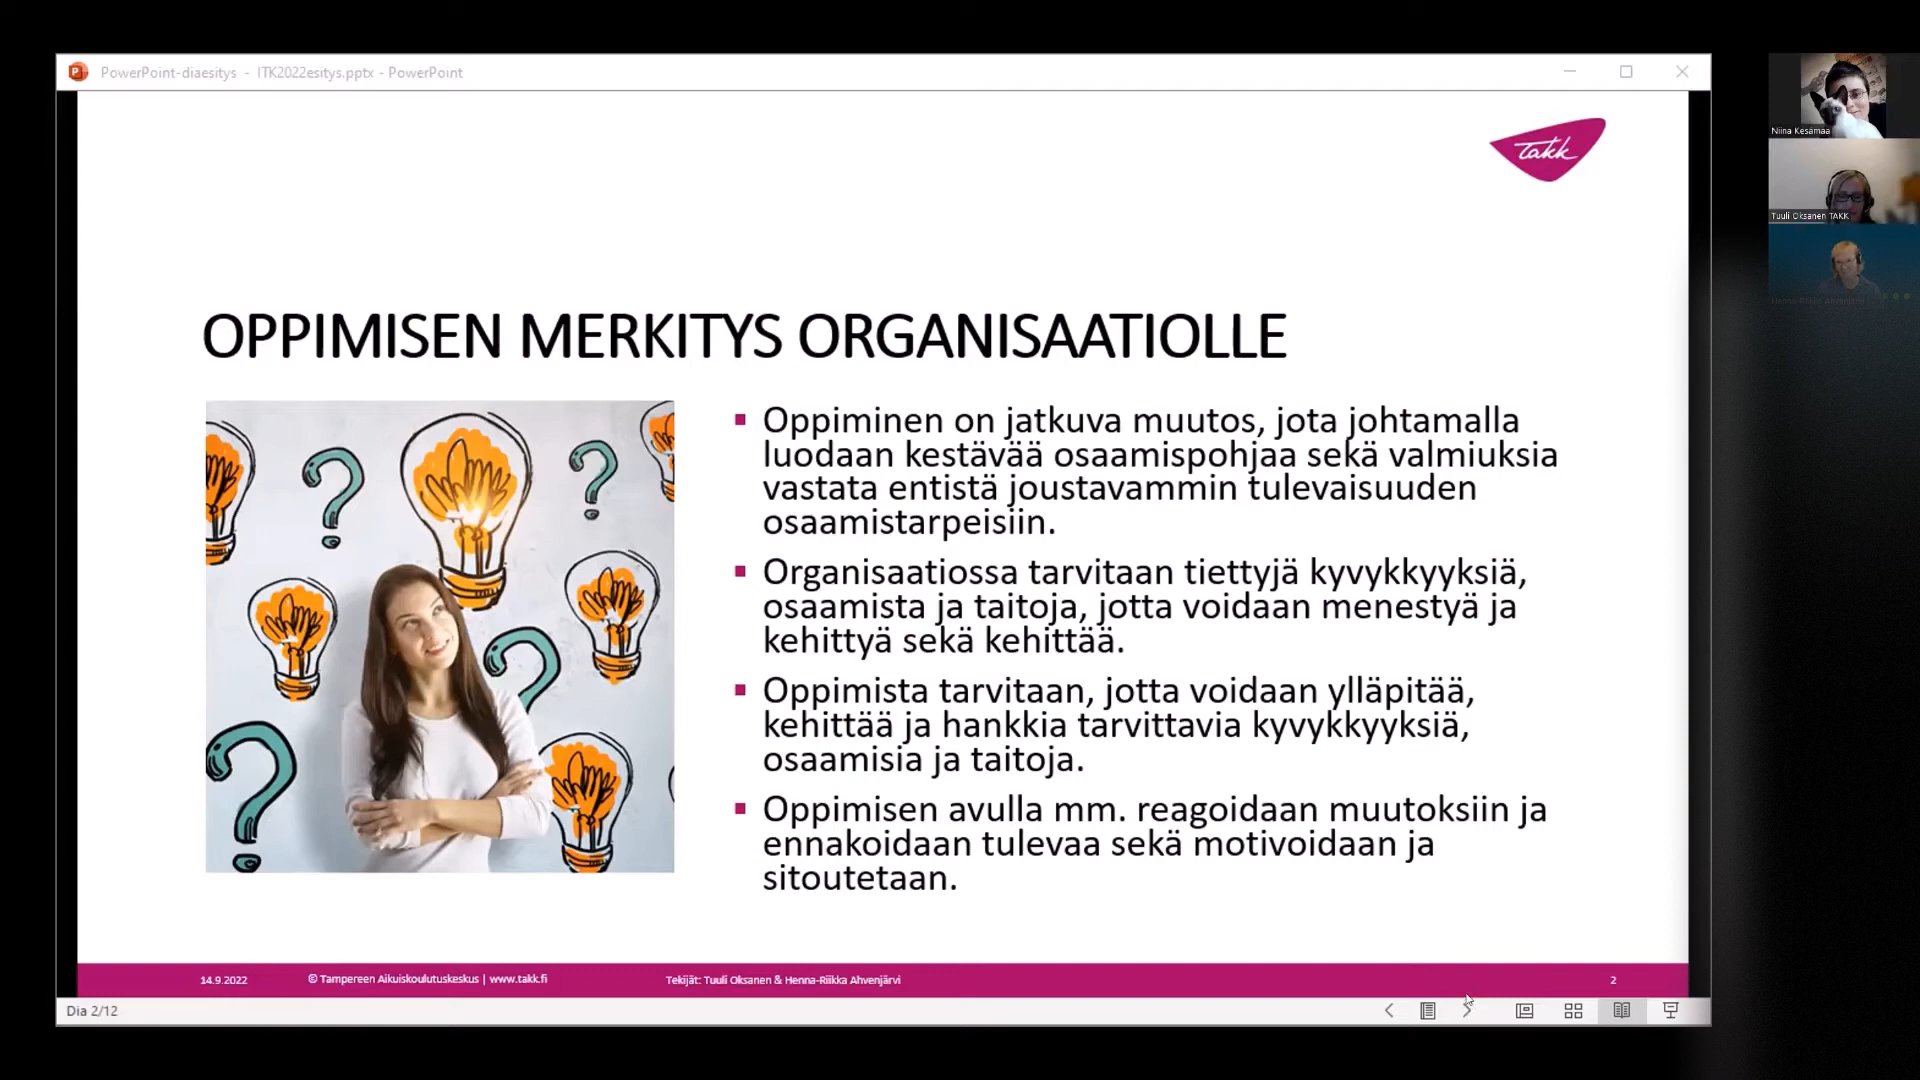 PowerPoint-diaesitys - ITK2022esitys.pptx - PowerPoint
takk
Niina Kesämaa
Tuuli Oksanen TAKK
Henna-Riikka Ahvenjärvi
OPPIMISEN MERKITYS ORGANISAATIOLLE
Oppiminen on jatkuva muutos, jota johtamalla
luodaan kestävää osaamispohjaa sekä valmiuksia
vastata entistä joustavammin tulevaisuuden
osaamistarpeisiin.
Organisaatiossa tarvitaan tiettyjä kyvykkyyksiä,
osaamista ja taitoja, jotta voidaan menestyä ja
kehittyä sekä kehittää.
Oppimista tarvitaan, jotta voidaan ylläpitää,
kehittää ja hankkia tarvittavia kyvykkyyksiä,
osaamisia ja taitoja.
Oppimisen avulla mm. reagoidaan muutoksiin ja
ennakoidaan tulevaa sekä motivoidaan ja
sitoutetaan.
14.9.2022 © Tampereen Aikuiskoulutuskeskus | www.takk.fi Tekijät: Tuuli Oksanen & Henna-Riikka Ahvenjärvi 2
Dia 2/12